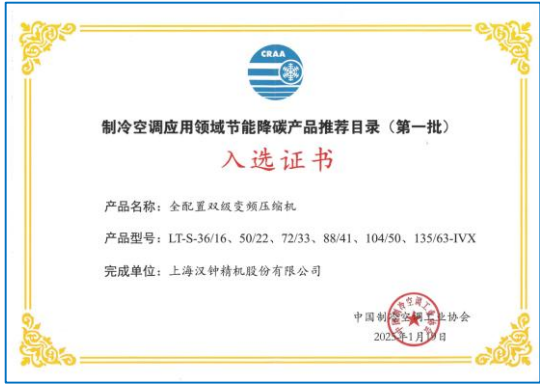 CRAA
制冷空调应用领域节能降碳产品推荐目录（第一批）
入选证书
产品名称：全配置双级变频压缩机
产品型号：LT-S-36/16、50/22、72/33、88/41、104/50、135/63-IVX
完成单位：上海汉钟精机股份有限公司
中国制冷空调工业协会
2025年1月19日